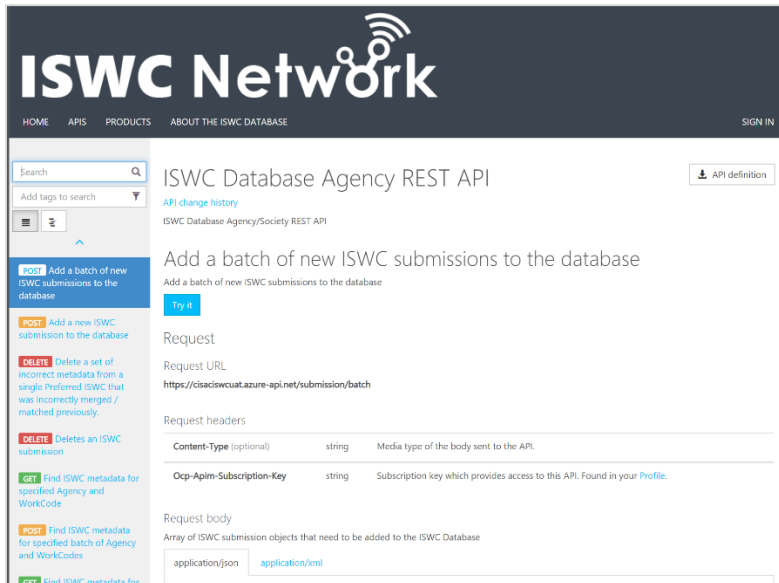 ISWC Network
HOME APIS PRODUCTS ABOUT THE ISWC DATABASE SIGN IN
Search
Add tags to search
POST Add a batch of new
ISWC submissions to the
database
POST Add a new ISWC
submission to the database
DELETE Delete a set of
incorrect metadata from a
single Preferred ISWC that
was incorrectly merged /
matched previously.
DELETE Deletes an ISWC
submission
GET Find ISWC metadata for
specified Agency and
WorkCode
POST Find ISWC metadata
for specified batch of Agency
and WorkCodes
GET Find ISWC metadata for
ISWC Database Agency REST API
API definition
API change history
ISWC Database Agency/Society REST API
Add a batch of new ISWC submissions to the database
Add a batch of new ISWC submissions to the database
Try it
Request
Request URL
https://cisaciswcuat.azure-api.net/submission/batch
Request headers
Content-Type (optional) string Media type of the body sent to the API.
Ocp-Apim-Subscription-Key string Subscription key which provides access to this API. Found in your Profile.
Request body
Array of ISWC submission objects that need to be added to the ISWC Database
application/json application/xml